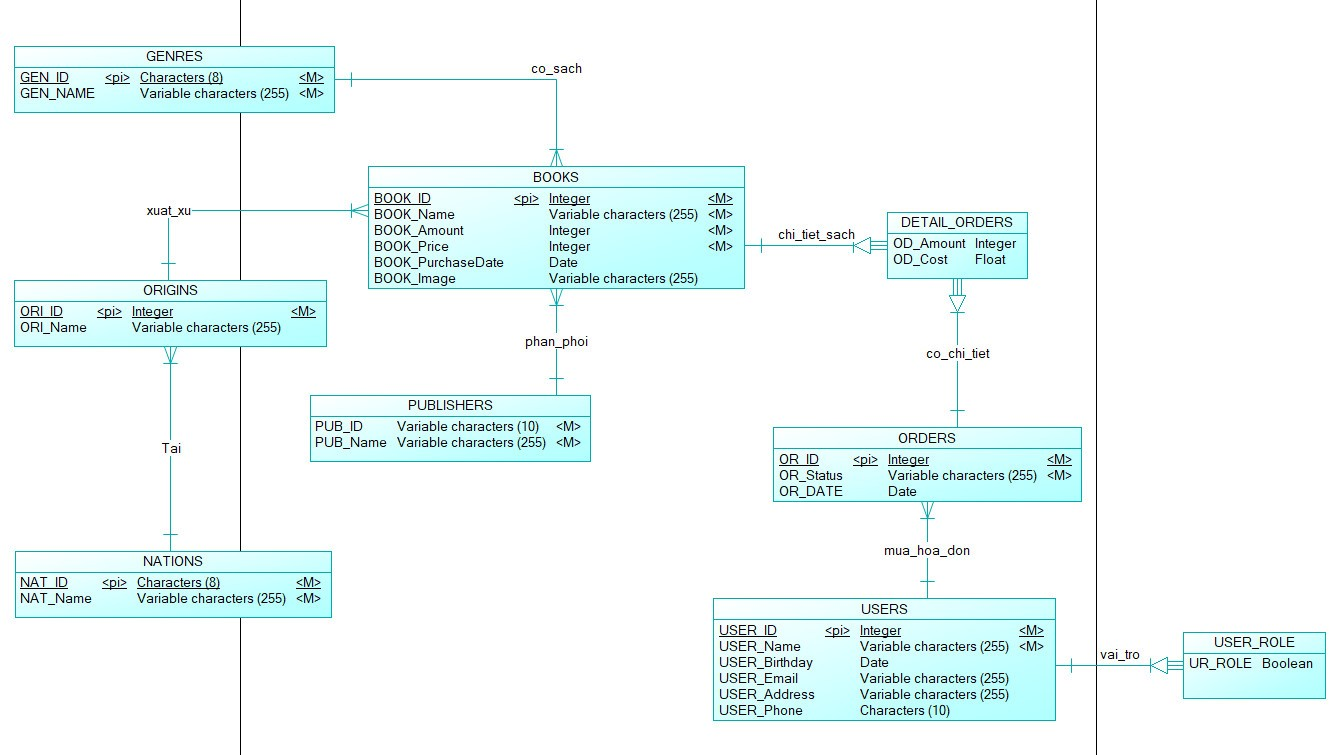 GENRES
GEN_ID <pi> Characters (8) <M>
GEN_NAME Variable characters (255) <M>
co_sach
BOOKS
BOOK_ID <pi> Integer <M>
BOOK_Name Variable characters (255) <M>
BOOK_Amount Integer <M>
BOOK_Price Integer <M>
BOOK_PurchaseDate Date
BOOK_Image Variable characters (255)
xuat_xu
chi_tiet_sach
DETAIL_ORDERS
OD_Amount Integer
OD_Cost Float
ORIGINS
ORI_ID <pi> Integer <M>
ORI_Name Variable characters (255)
phan_phoi
co_chi_tiet
PUBLISHERS
PUB_ID Variable characters (10) <M>
PUB_Name Variable characters (255) <M>
Tai
ORDERS
OR_ID <pi> Integer <M>
OR_Status Variable characters (255) <M>
OR_DATE Date
mua_hoa_don
NATIONS
NAT_ID <pi> Characters (8) <M>
NAT_Name Variable characters (255) <M>
USERS
USER_ID <pi> Integer <M>
USER_Name Variable characters (255) <M>
USER_Birthday Date
USER_Email Variable characters (255)
USER_Address Variable characters (255)
USER_Phone Characters (10)
vai_tro
USER_ROLE
UR_ROLE Boolean